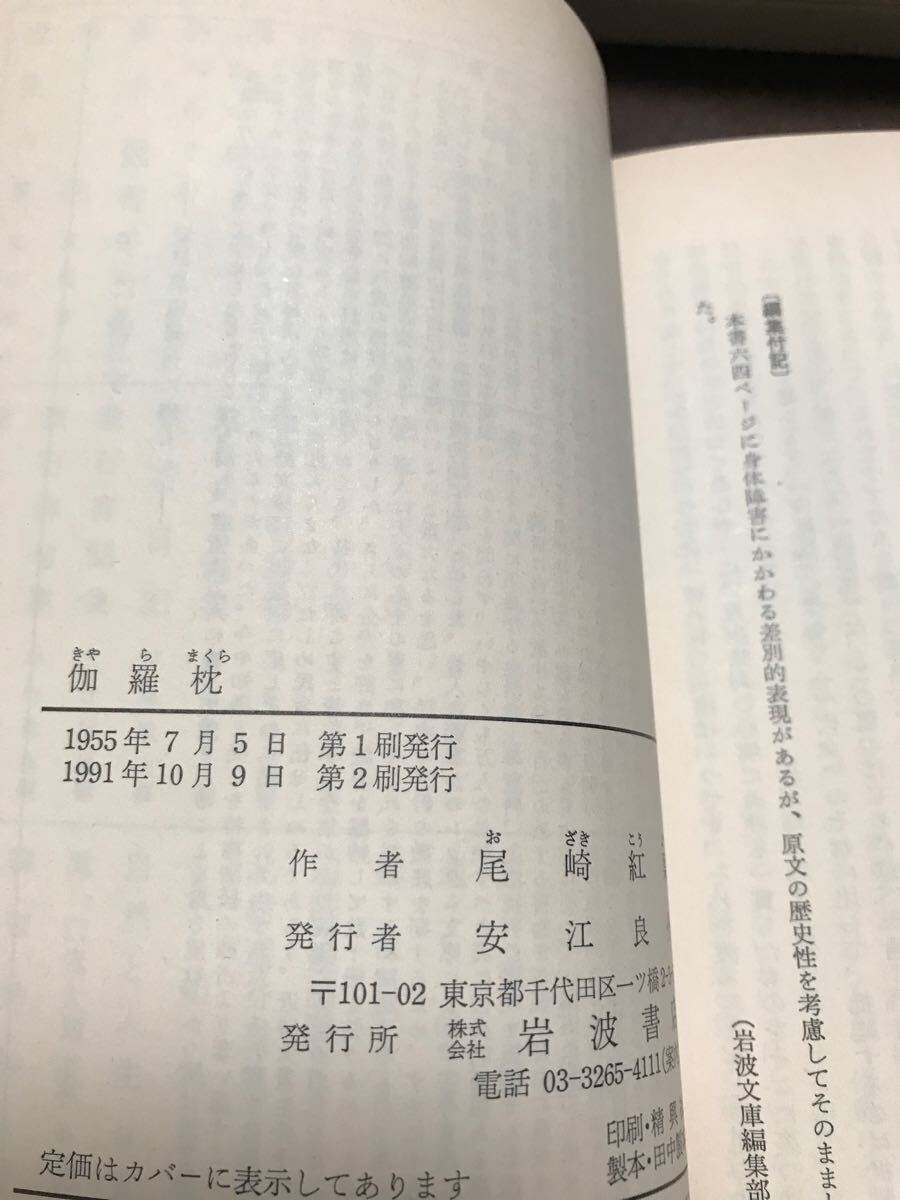 〔編集付記〕
本書六四ページに身体障害にかかわる差別的表現があるが、原文の歴史性を考慮してそのまま
た。
(岩波文庫編集部
きやらまくら
伽羅枕
1955年7月5日 第1刷発行
1991年10月9日 第2刷発行
おざきこう
作者 尾崎紅
発行者 安江良
〒101-02 東京都千代田区一ツ橋2-5-
発行所 株式会社 岩波書
電話 03-3265-4111(案内
印刷・精興
製本・田中製
定価はカバーに表示してあります